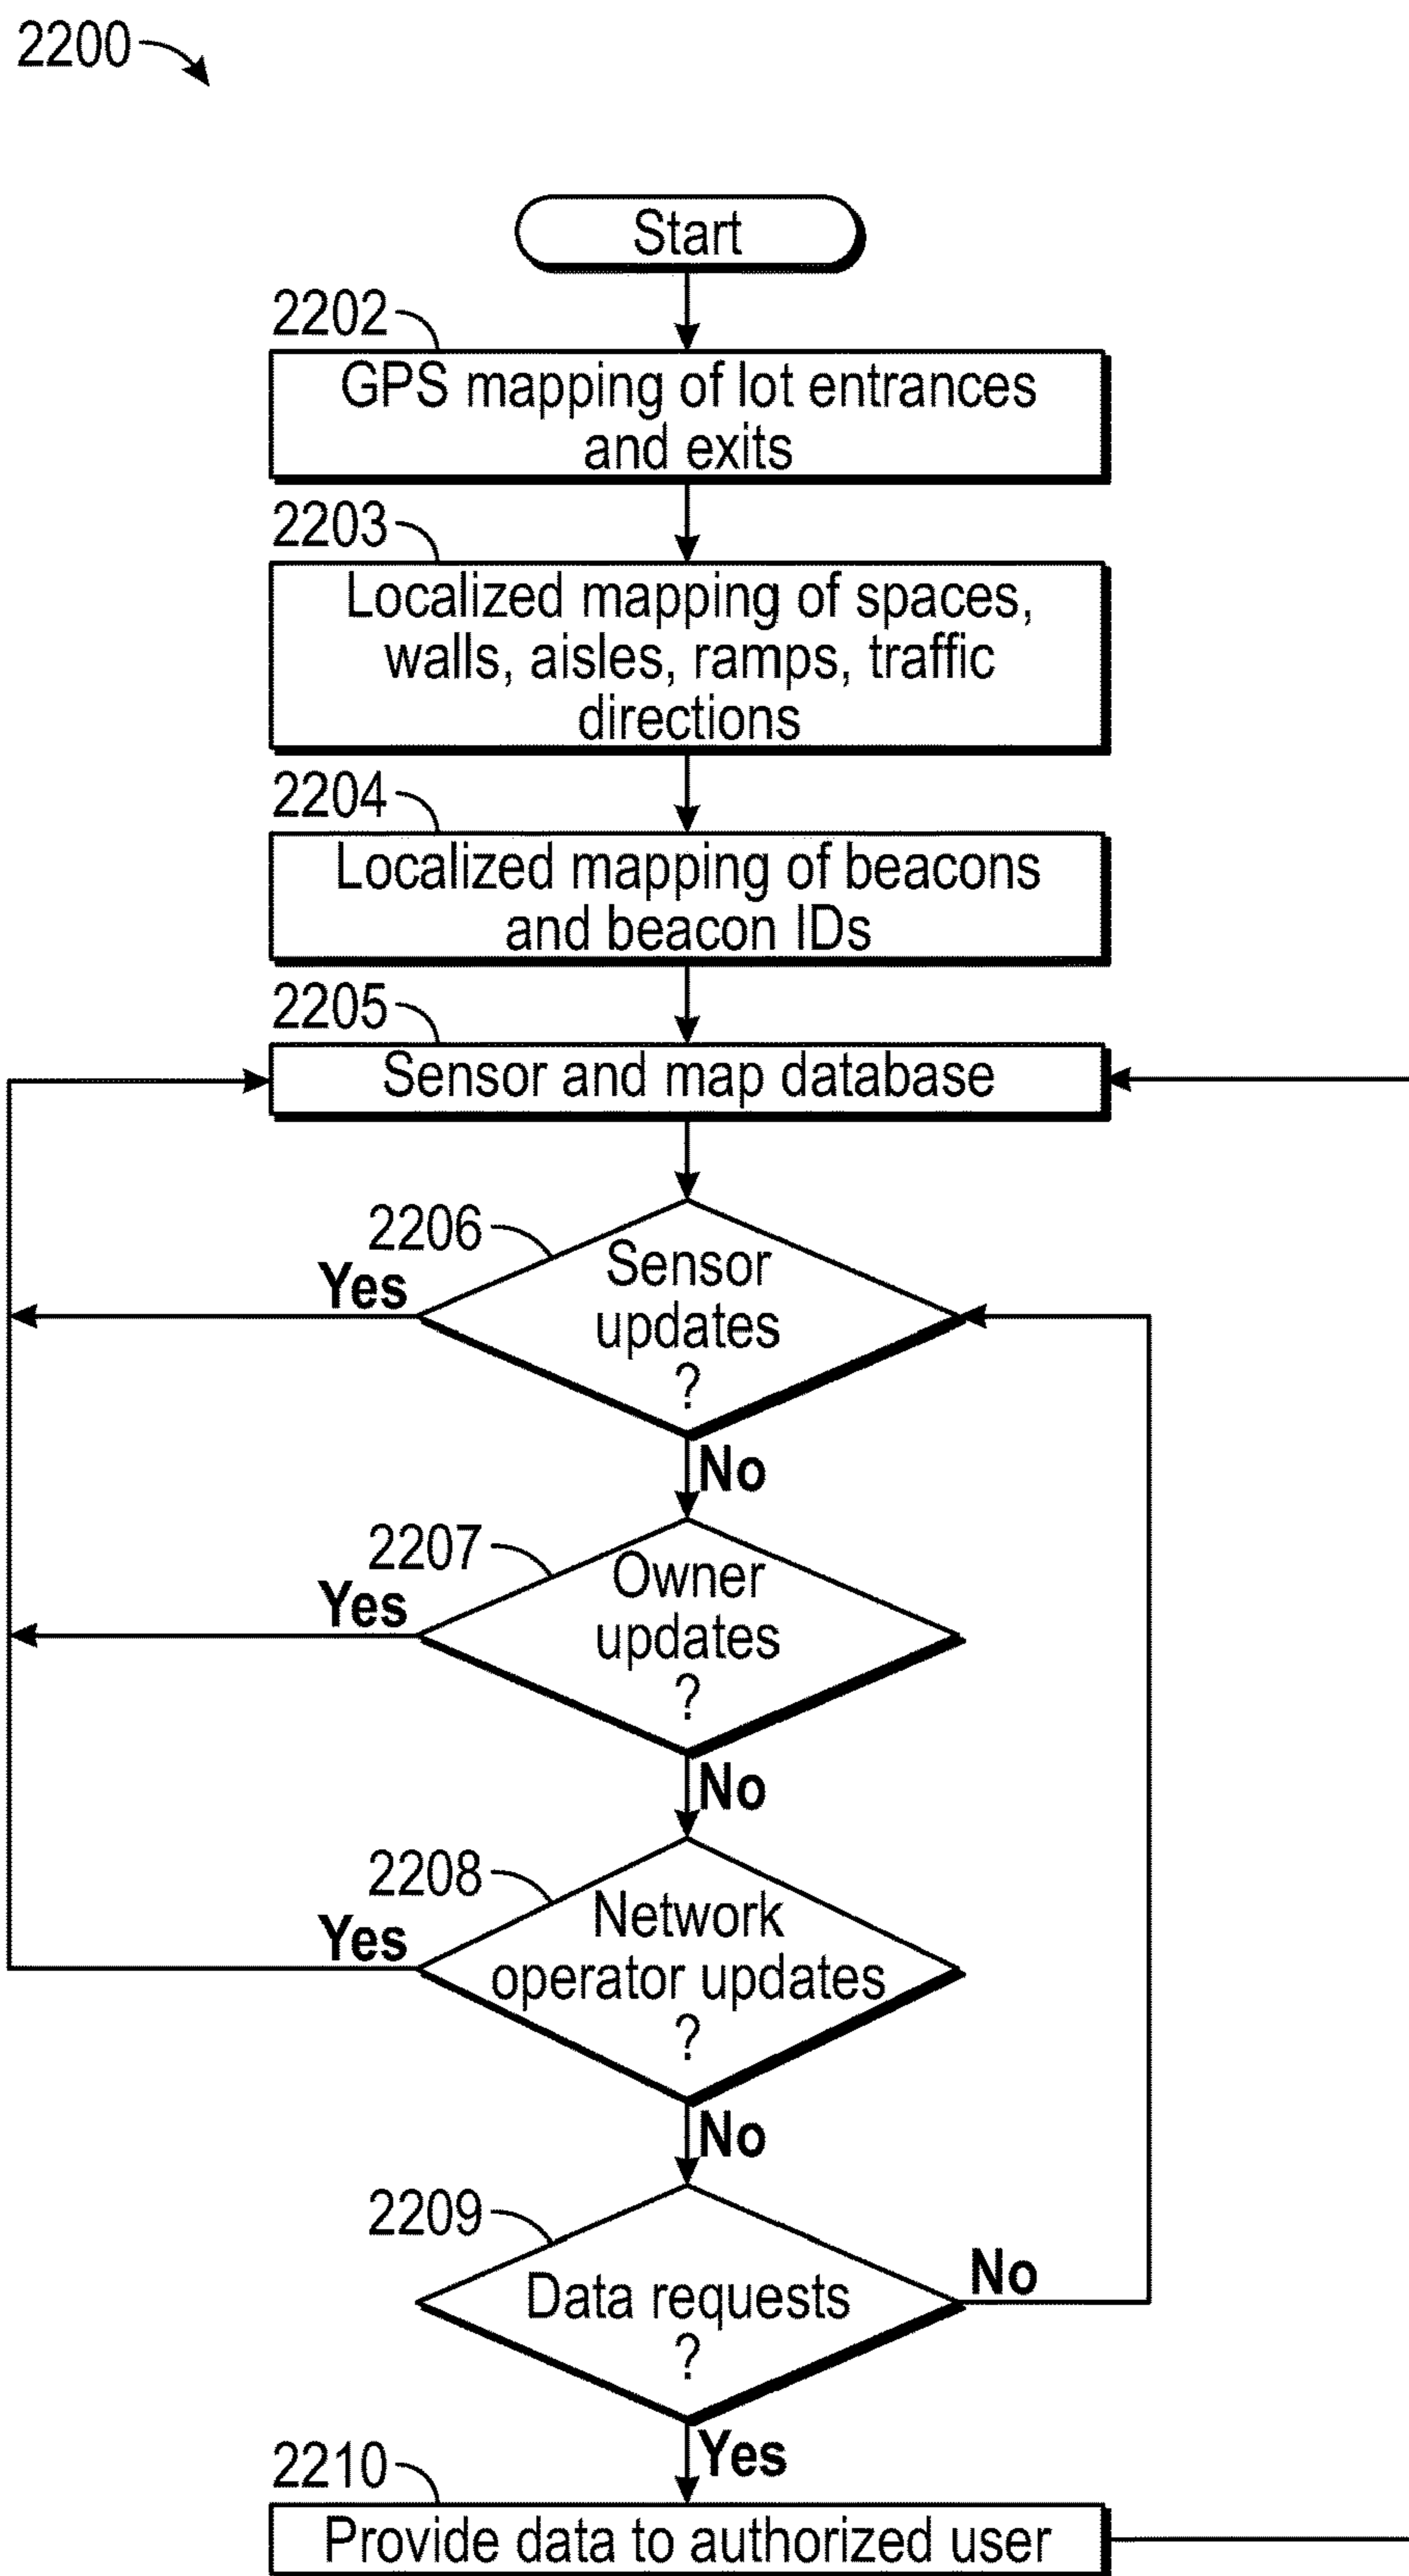 2200
Start
2202
GPS mapping of lot entrances
and exits
2203
Localized mapping of spaces,
walls, aisles, ramps, traffic
directions
2204
Localized mapping of beacons
and beacon IDs
2205
Sensor and map database
2206
Yes
Sensor
updates
?
No
2207
Yes
Owner
updates
?
No
2208
Yes
Network
operator updates
?
No
2209
Data requests
?
No
Yes
2210
Provide data to authorized user